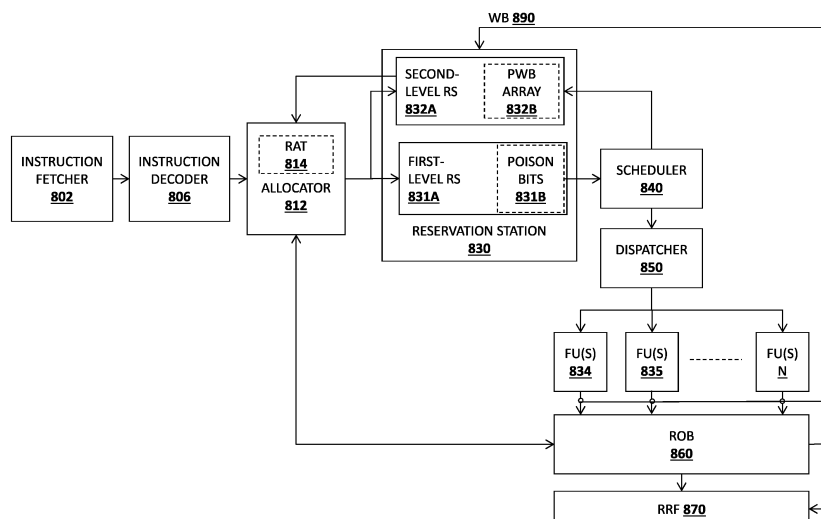 WB 890
SECOND-
LEVEL RS
832A
PWB
ARRAY
832B
RAT
814
ALLOCATOR
812
INSTRUCTION
FETCHER
802
INSTRUCTION
DECODER
806
FIRST-
LEVEL RS
831A
POISON
BITS
831B
RESERVATION STATION
830
SCHEDULER
840
DISPATCHER
850
FU(S)
834
FU(S)
835
FU(S)
N
ROB
860
RRF 870